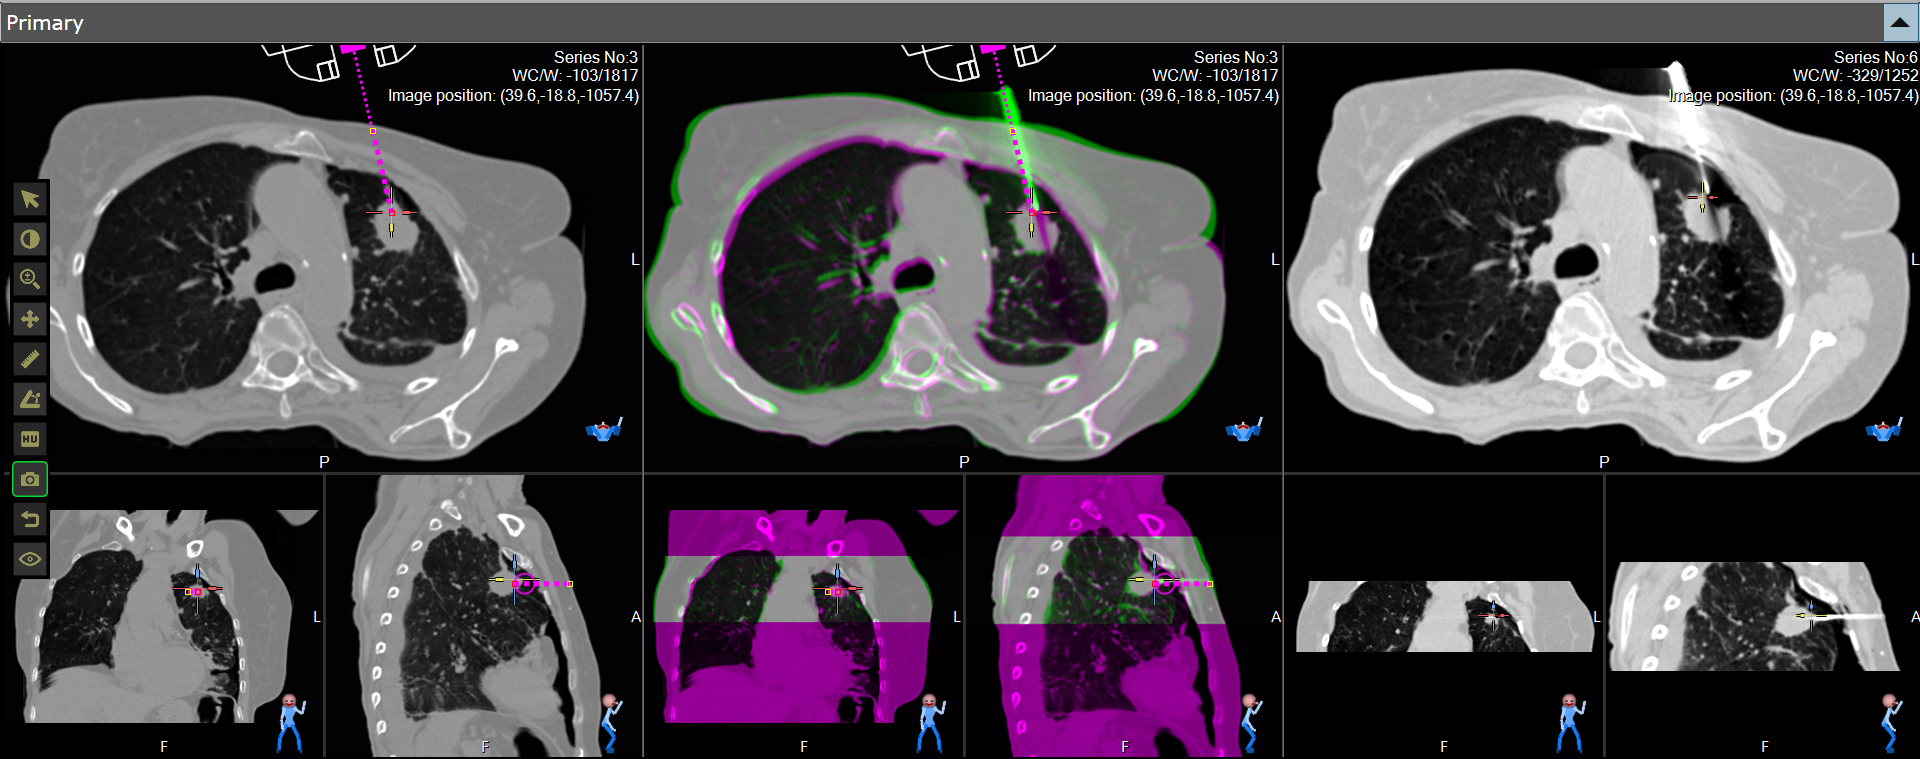 Primary
Series No:3
WC/W: -103/1817
Image position: (39.6,-18.8,-1057.4)
L
P
Series No:3
WC/W: -103/1817
Image position: (39.6,-18.8,-1057.4)
L
P
Series No:6
WC/W: -329/1252
Image position: (39.6,-18.8,-1057.4)
L
P
HU
L
F
A
F
L
F
A
F
L
F
A
F